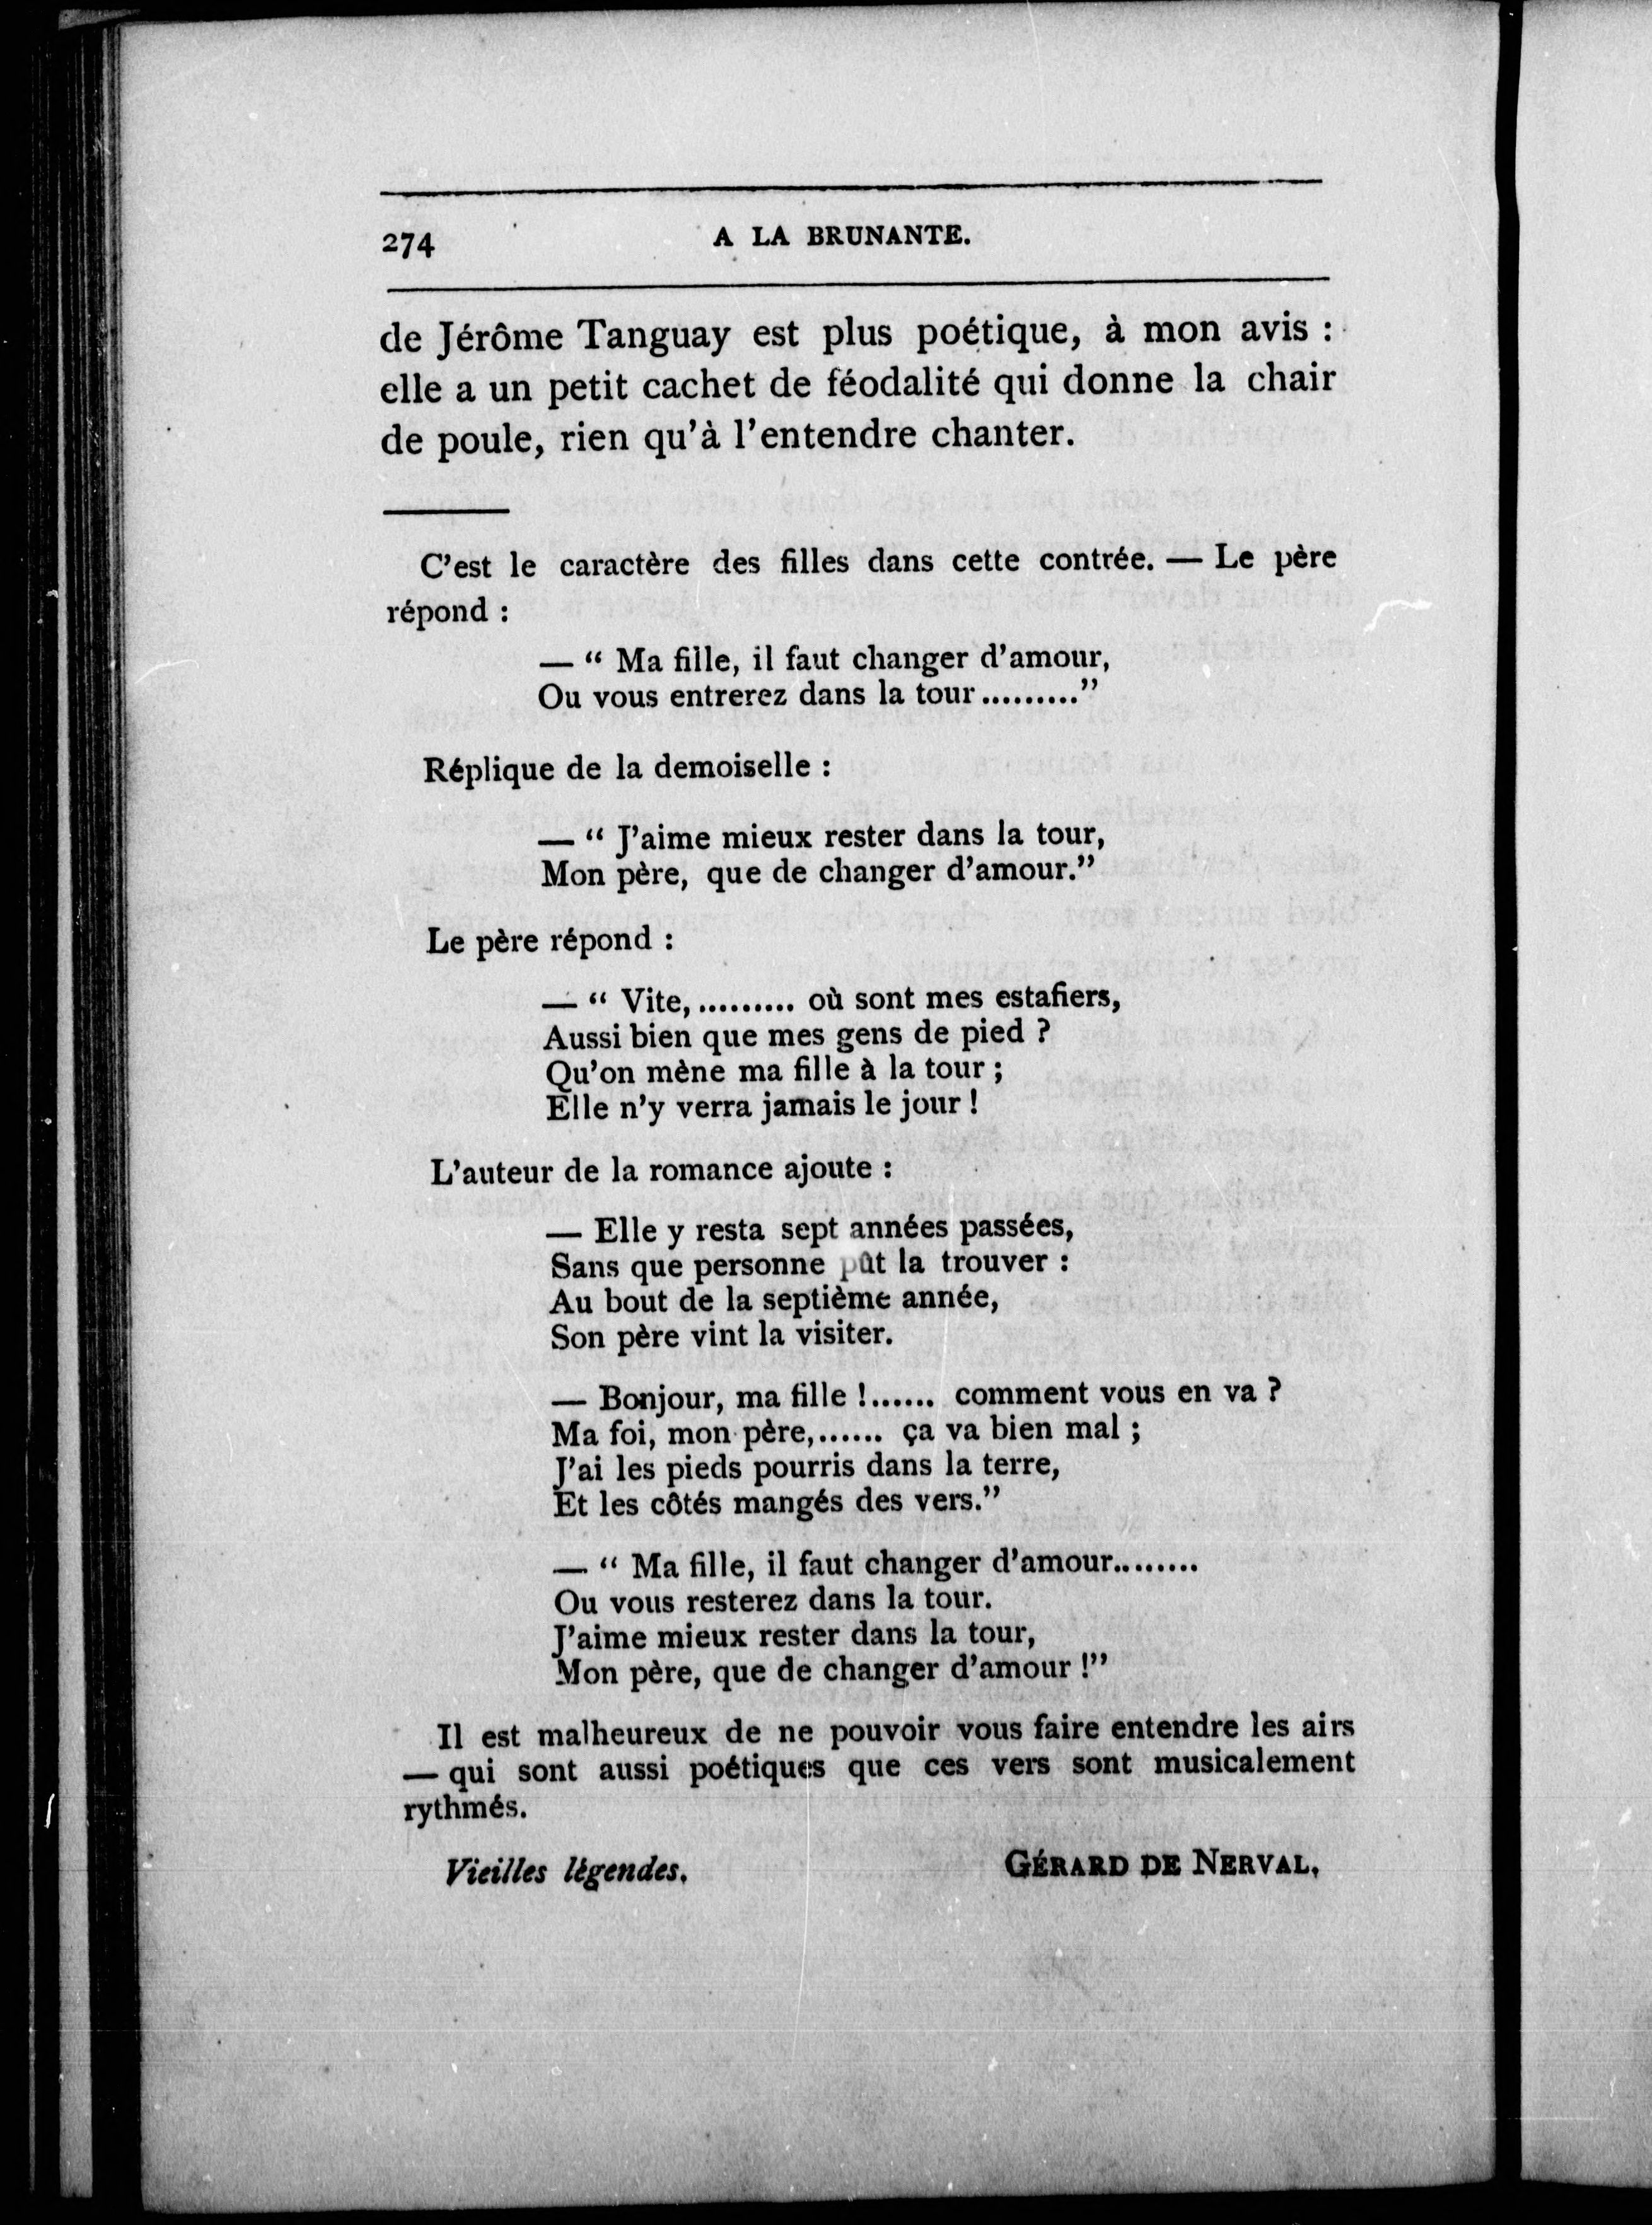 274 A LA BRUNANTE.
de Jérôme Tanguay est plus poétique, à mon avis :
elle a un petit cachet de féodalité qui donne la chair
de poule, rien qu'à l'entendre chanter.
C'est le caractère des filles dans cette contrée. — Le père
répond :
— “ Ma fille, il faut changer d'amour,
Ou vous entrerez dans la tour.........”
Réplique de la demoiselle :
— “ J'aime mieux rester dans la tour,
Mon père, que de changer d'amour.”
Le père répond :
— “ Vite,......... où sont mes estafiers,
Aussi bien que mes gens de pied ?
Qu'on mène ma fille à la tour ;
Elle n'y verra jamais le jour !
L'auteur de la romance ajoute :
— Elle y resta sept années passées,
Sans que personne pût la trouver :
Au bout de la septième année,
Son père vint la visiter.
— Bonjour, ma fille !...... comment vous en va ?
Ma foi, mon père,...... ça va bien mal ;
J'ai les pieds pourris dans la terre,
Et les côtés mangés des vers.”
— “ Ma fille, il faut changer d'amour........
Ou vous resterez dans la tour.
J'aime mieux rester dans la tour,
Mon père, que de changer d'amour !”
Il est malheureux de ne pouvoir vous faire entendre les airs
— qui sont aussi poétiques que ces vers sont musicalement
rythmés.
Vieilles légendes. GÉRARD DE NERVAL.